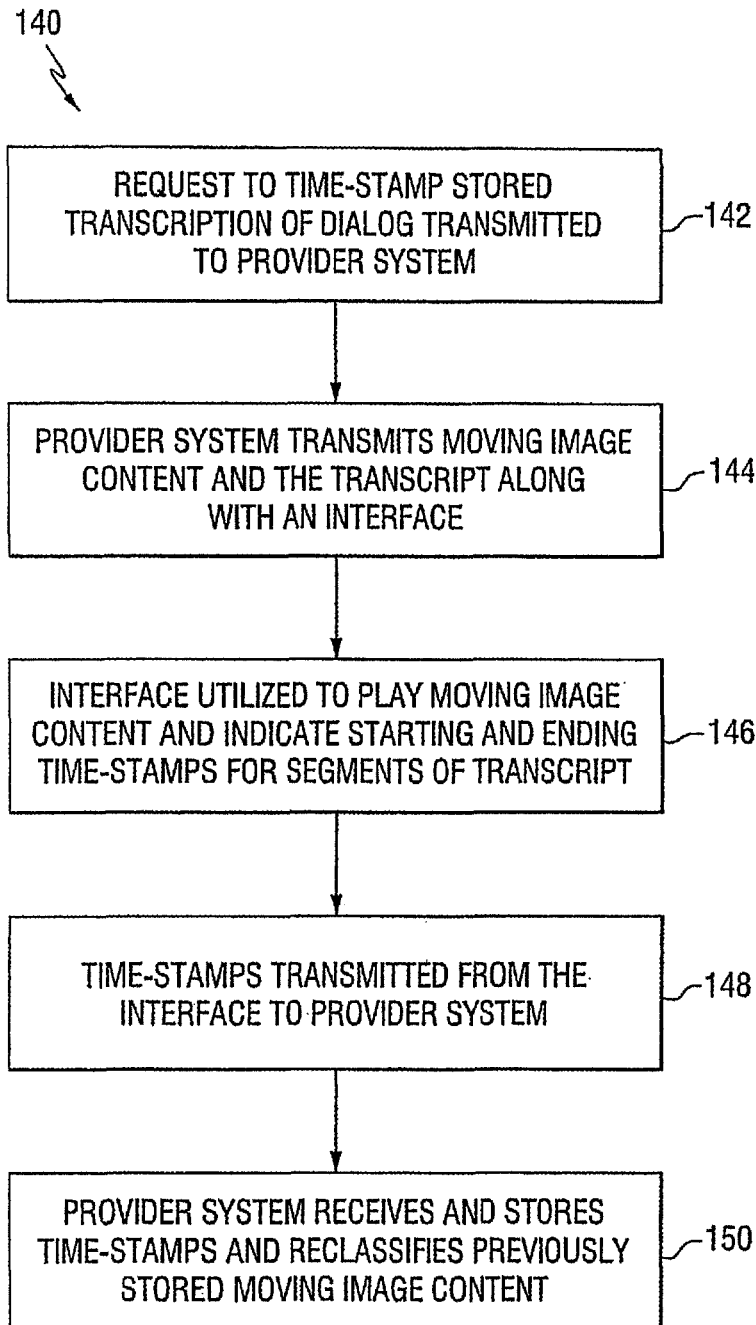 140
REQUEST TO TIME-STAMP STORED
TRANSCRIPTION OF DIALOG TRANSMITTED
TO PROVIDER SYSTEM
142
PROVIDER SYSTEM TRANSMITS MOVING IMAGE
CONTENT AND THE TRANSCRIPT ALONG
WITH AN INTERFACE
144
INTERFACE UTILIZED TO PLAY MOVING IMAGE
CONTENT AND INDICATE STARTING AND ENDING
TIME-STAMPS FOR SEGMENTS OF TRANSCRIPT
146
TIME-STAMPS TRANSMITTED FROM THE
INTERFACE TO PROVIDER SYSTEM
148
PROVIDER SYSTEM RECEIVES AND STORES
TIME-STAMPS AND RECLASSIFIES PREVIOUSLY
STORED MOVING IMAGE CONTENT
150